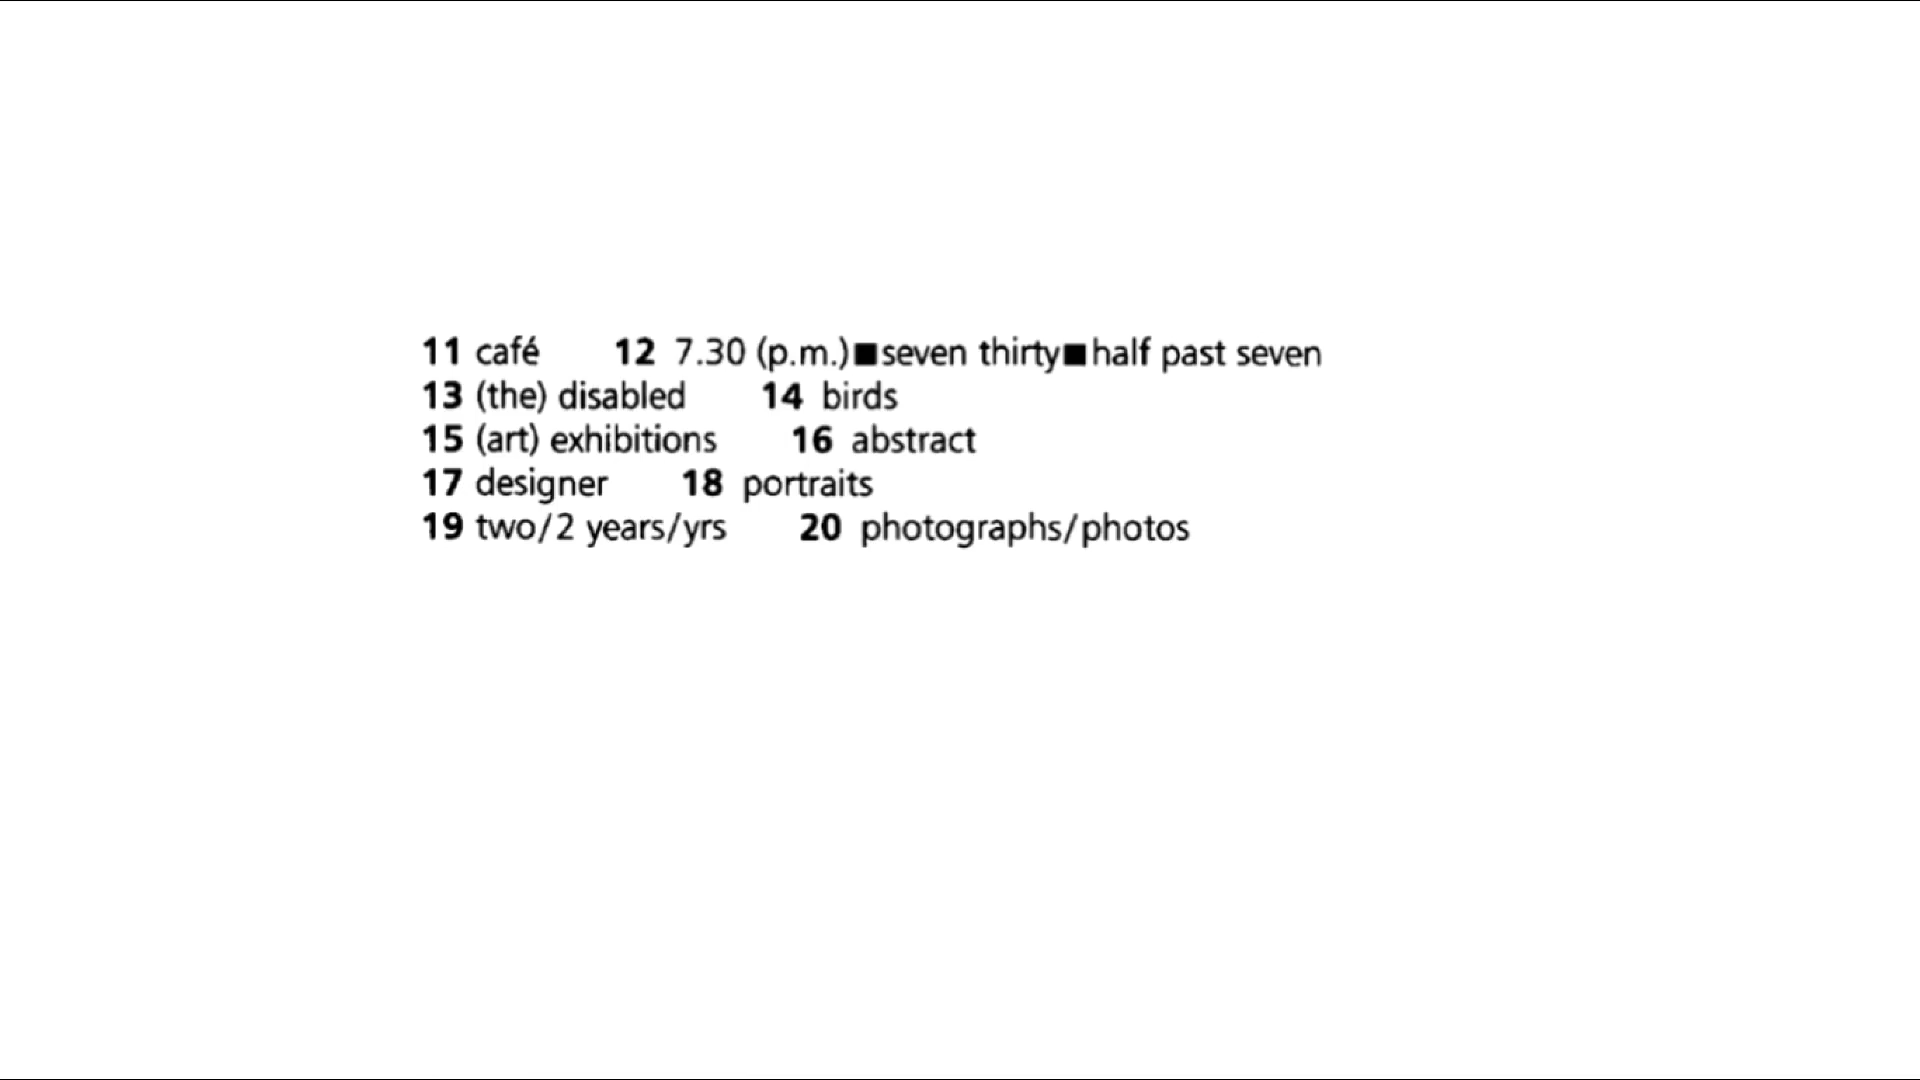 11 café 12 7.30 (p.m.)■seven thirty■half past seven
13 (the) disabled 14 birds
15 (art) exhibitions 16 abstract
17 designer 18 portraits
19 two/2 years/yrs 20 photographs/photos